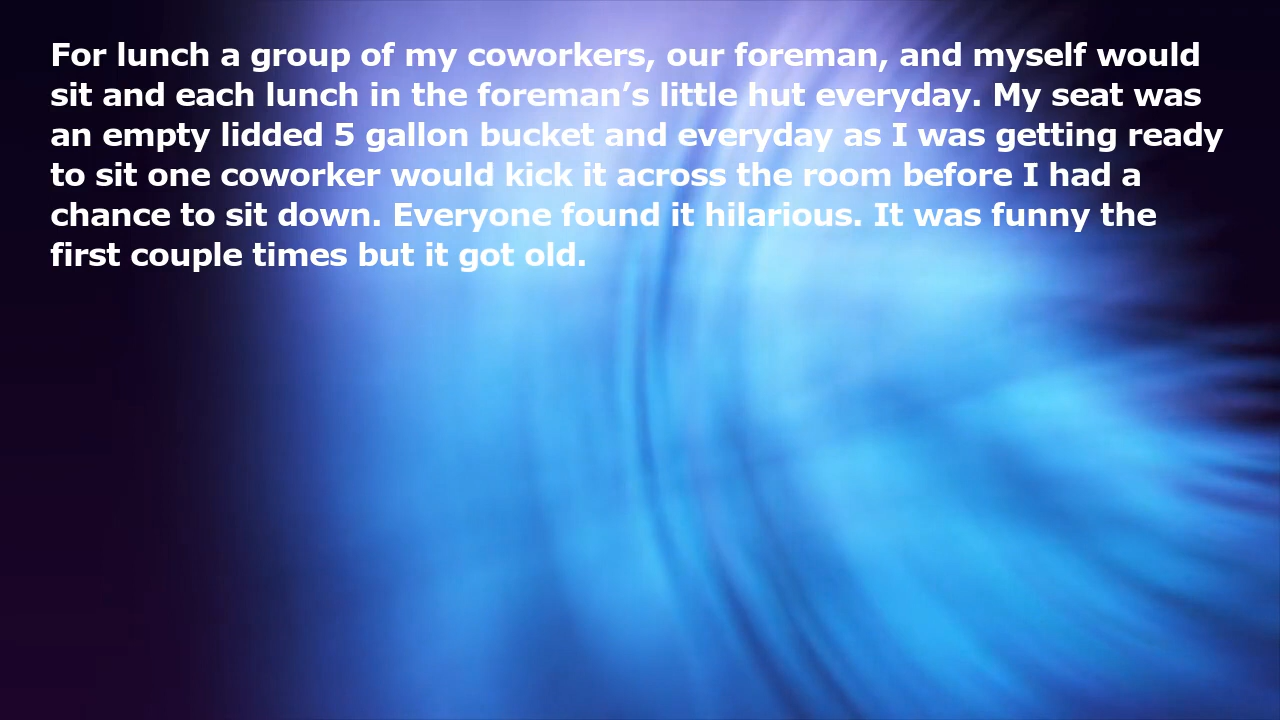 For lunch a group of my coworkers, our foreman, and myself would
sit and each lunch in the foreman’s little hut everyday. My seat was
an empty lidded 5 gallon bucket and everyday as I was getting ready
to sit one coworker would kick it across the room before I had a
chance to sit down. Everyone found it hilarious. It was funny the
first couple times but it got old.